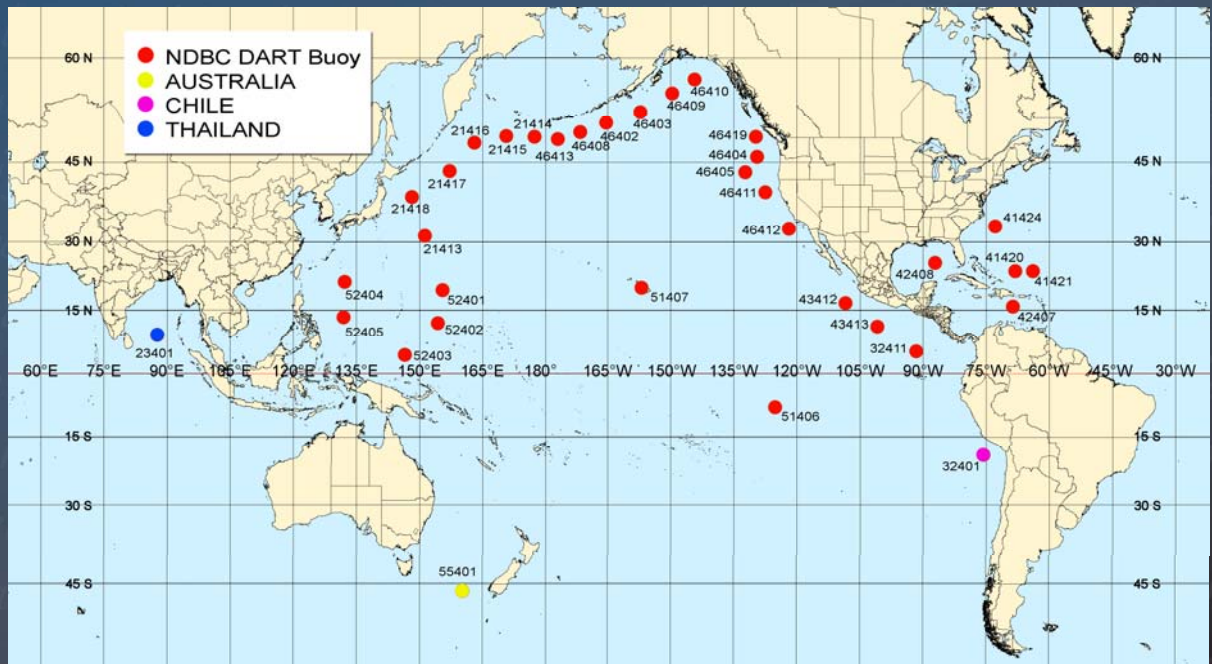 NDBC DART Buoy
AUSTRALIA
CHILE
THAILAND
60 N
60 N
46410
46409
46403
21416
21414
46402
21415
46408
46413
46419
46404
45 N
45 N
46405
21417
46411
21418
41424
46412
30 N
21413
30 N
42408
41420
41421
52404
52401
51407
43412
15 N
15 N
42407
52405
52402
43413
23401
32411
52403
60°E 75°E 90°E 105°E 120°E 135°E 150°E 165°E 180° 165°W 150°W 135°W 120°W 105°W 90°W 75°W 60°W 45°W 30°W
51406
15 S
15 S
32401
30 S
30 S
55401
45 S
45 S